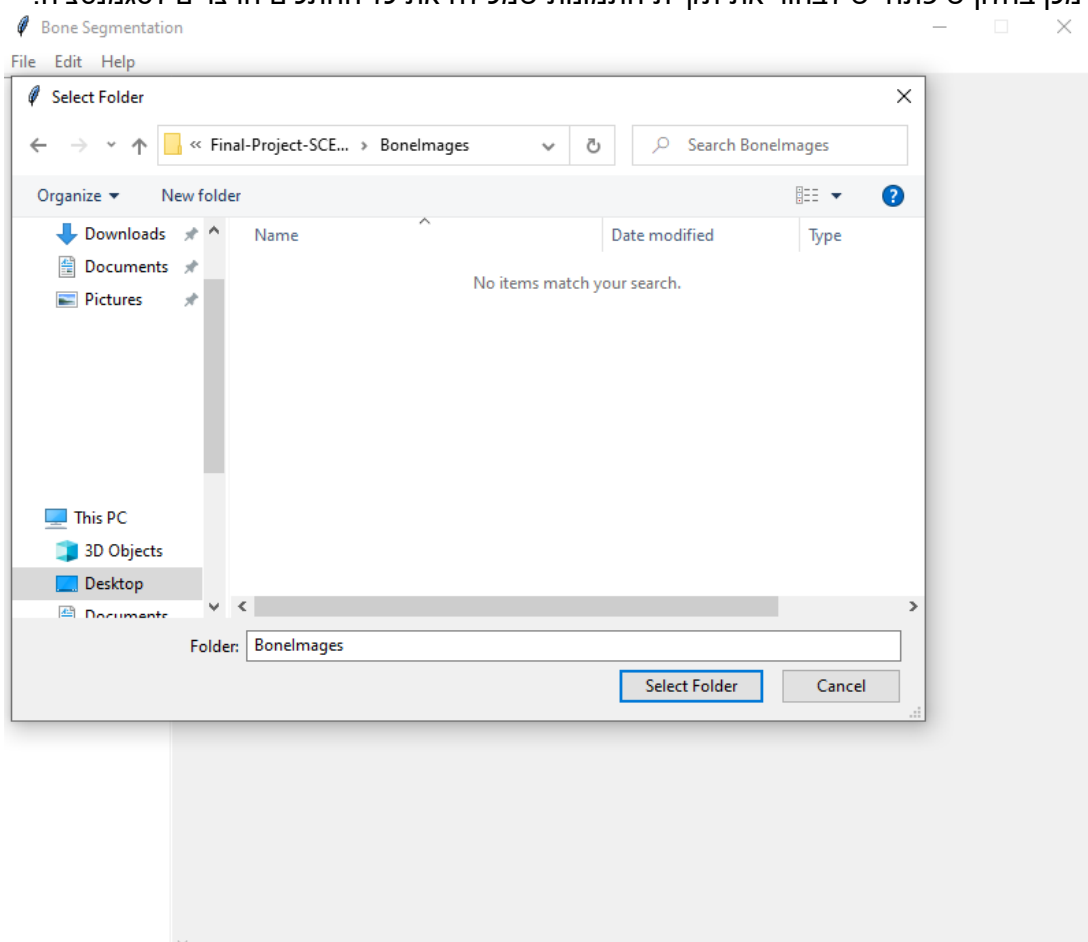 Bone Segmentation
File Edit Help
Select Folder
« Final-Project-SCE... › BoneImages
Search BoneImages
Organize New folder
Downloads
Name Date modified Type
Documents
No items match your search.
Pictures
This PC
3D Objects
Desktop
Documents
Folder: BoneImages
Select Folder Cancel